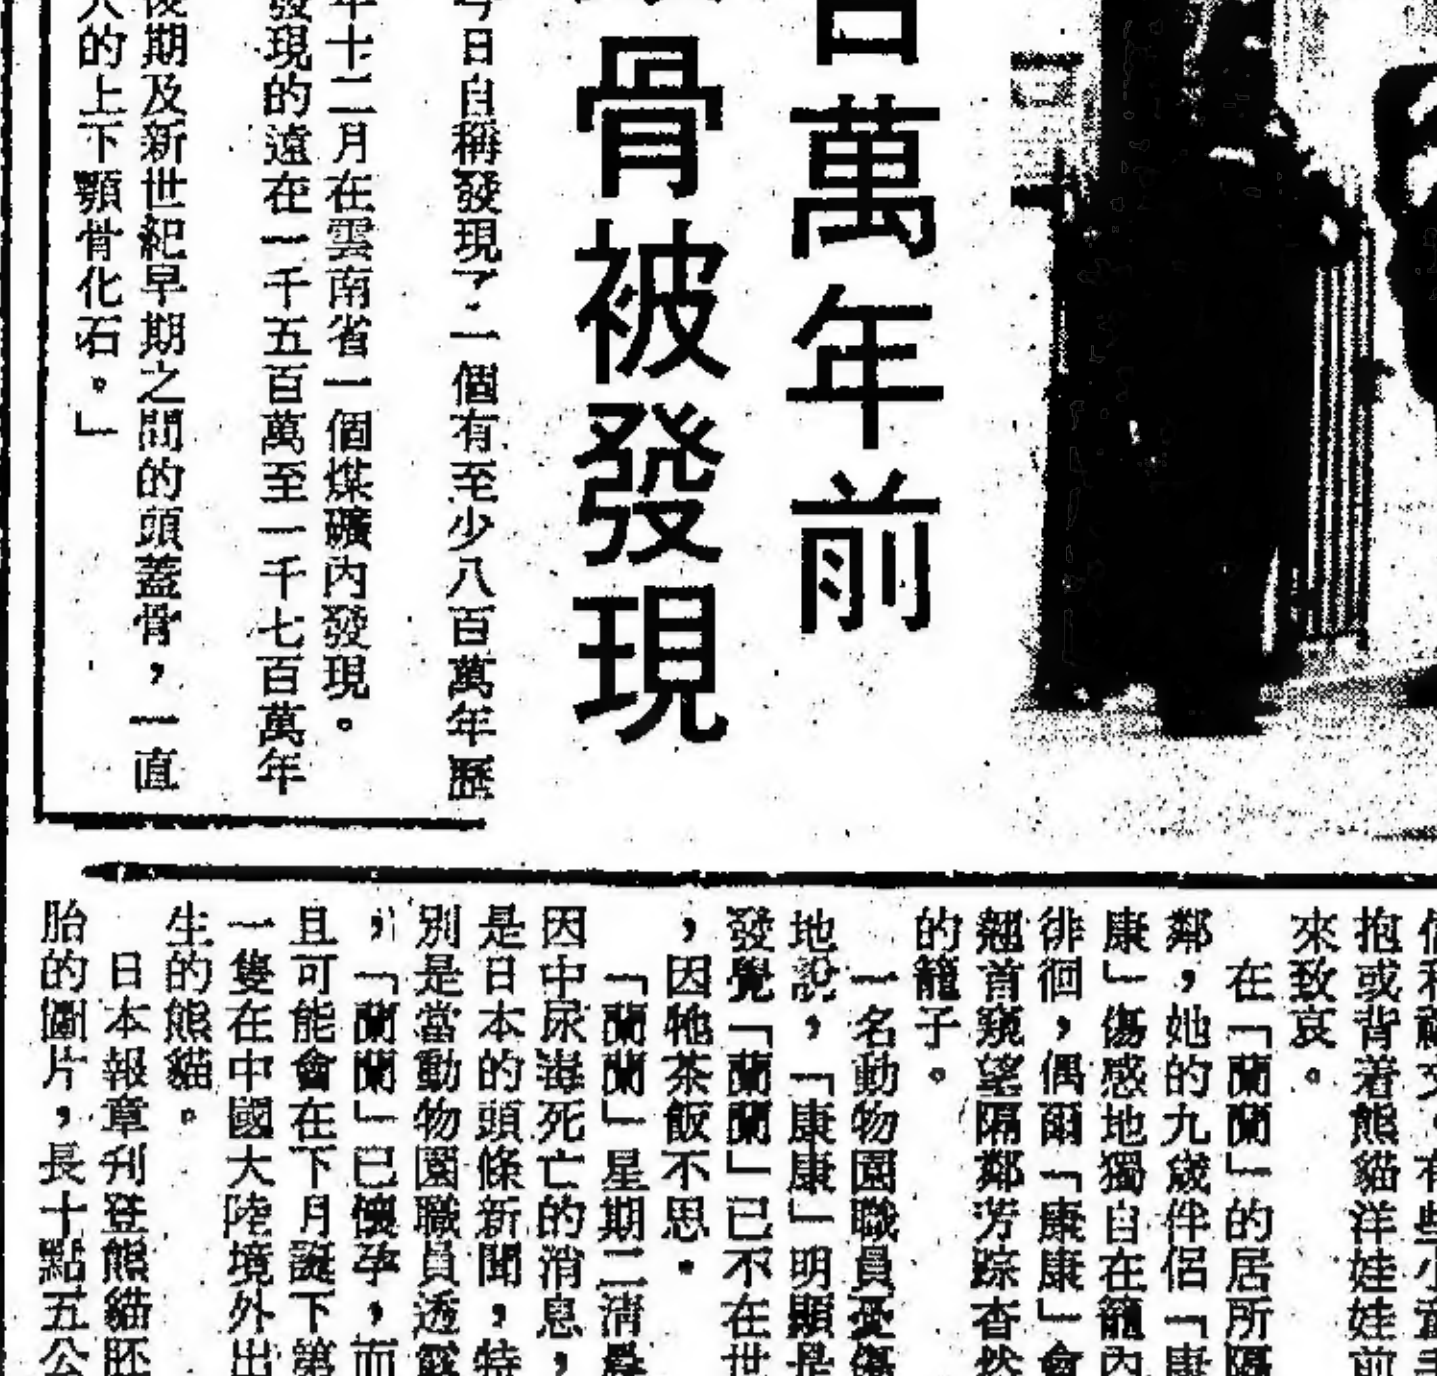 百萬年前
骨被發現
今日自稱發現了一個有至少八百萬年歷
年十二月在雲南省一個煤礦內發現。
發現的遠在一千五百萬至一千七百萬年
後期及新世紀早期之間的頭蓋骨，一直
人的上下顎骨化石。」
抱或背着熊貓洋娃娃前
來致哀。
在「蘭蘭」的居所隔
鄰，她的九歲伴侶「康
康」傷感地獨自在籠內
徘徊，偶爾「康康」會
翹首窺望隔鄰芳踪杳然
的籠子。
一名動物園職員憂傷
地說，「康康」明顯是
發覺「蘭蘭」已不在世
，因牠茶飯不思．
「蘭蘭」星期二清晨
因中尿毒死亡的消息，
是日本的頭條新聞，特
別是當動物園職員透露
，「蘭蘭」已懷孕，而
且可能會在下月誕下第
一隻在中國大陸境外出
生的熊貓。
日本報章刋登熊貓胚
胎的圖片，長十點五公